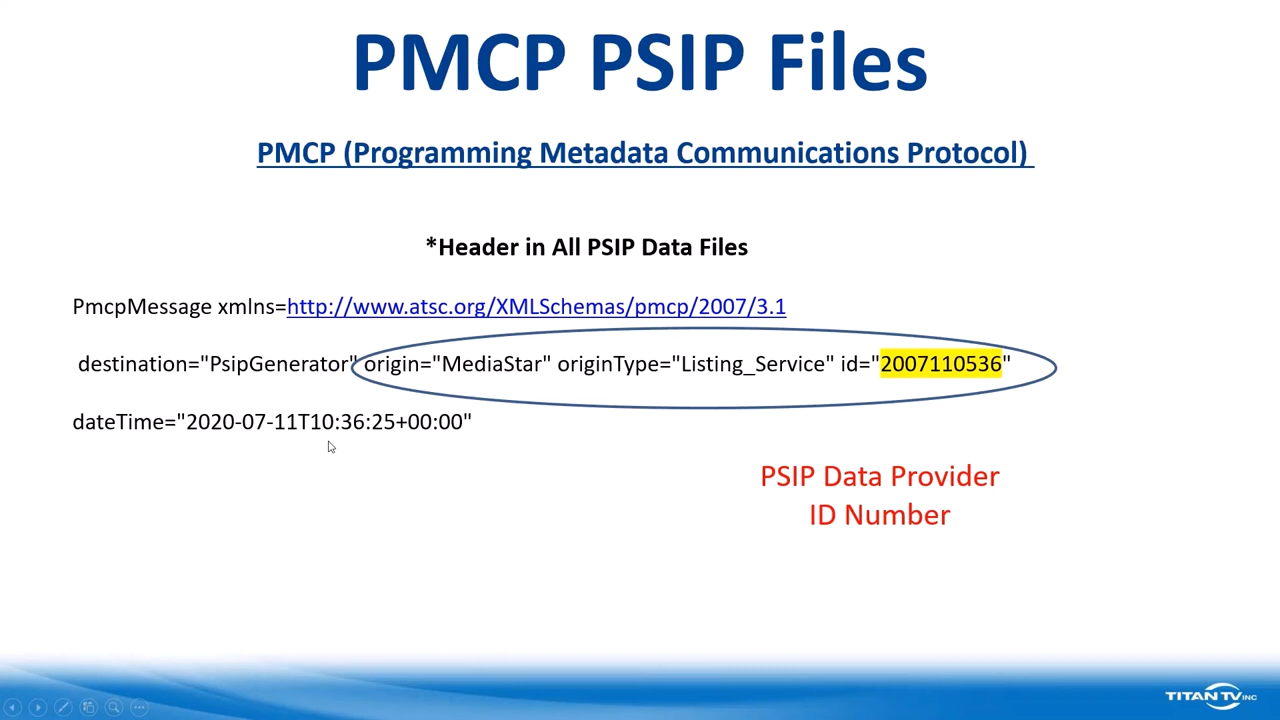 PMCP PSIP Files
PMCP (Programming Metadata Communications Protocol)
*Header in All PSIP Data Files
PmcpMessage xmlns=http://www.atsc.org/XMLSchemas/pmcp/2007/3.1
destination="PsipGenerator" origin="MediaStar" originType="Listing_Service" id="2007110536"
dateTime="2020-07-11T10:36:25+00:00"
PSIP Data Provider
ID Number
TITAN TV INC